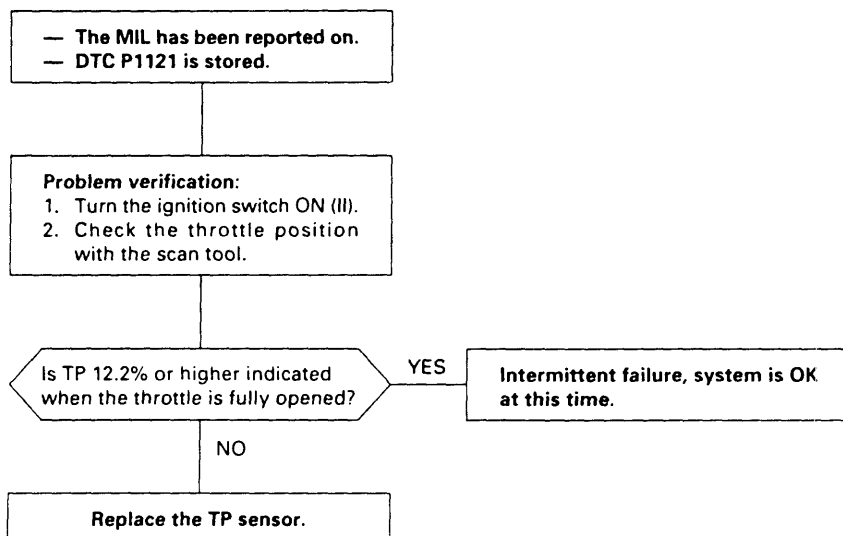 — The MIL has been reported on.
— DTC P1121 is stored.
Problem verification:
1. Turn the ignition switch ON (II).
2. Check the throttle position
with the scan tool.
Is TP 12.2% or higher indicated
when the throttle is fully opened?
YES
Intermittent failure, system is OK
at this time.
NO
Replace the TP sensor.